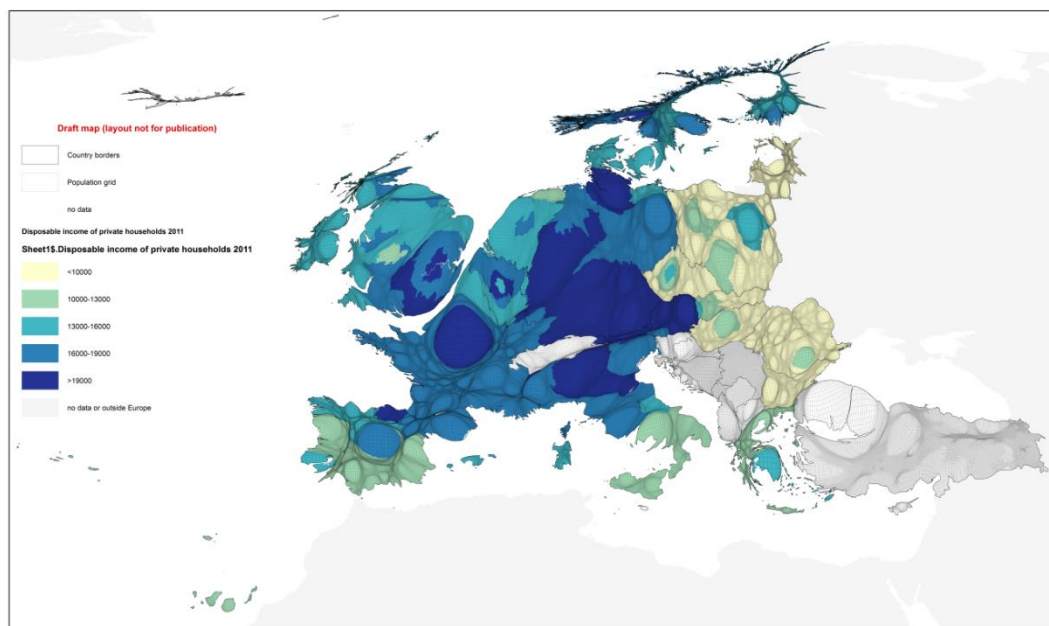 Draft map (layout not for publication)
Country borders
Population grid
no data
Disposable income of private households 2011
Sheet1$.Disposable income of private households 2011
<10000
10000-13000
13000-16000
16000-19000
>19000
no data or outside Europe